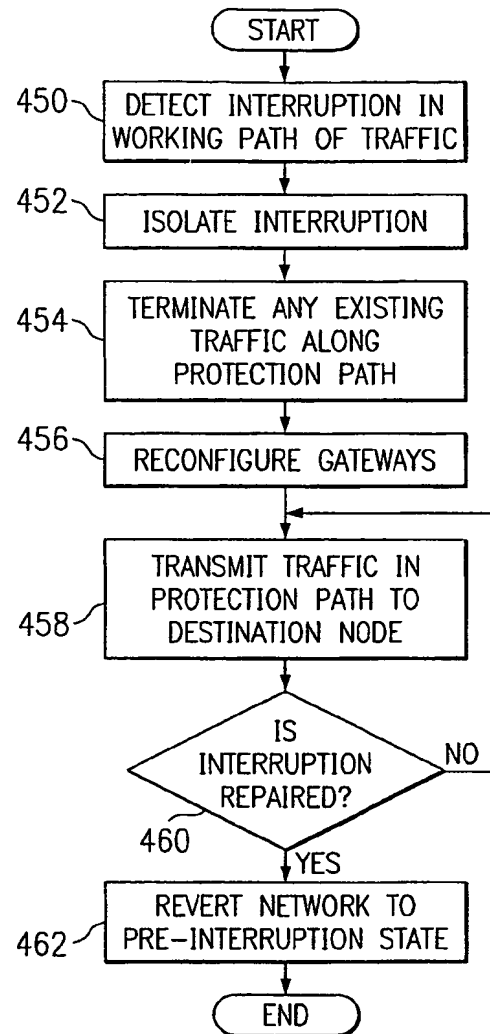 START
450
DETECT INTERRUPTION IN
WORKING PATH OF TRAFFIC
452
ISOLATE INTERRUPTION
454
TERMINATE ANY EXISTING
TRAFFIC ALONG
PROTECTION PATH
456
RECONFIGURE GATEWAYS
458
TRANSMIT TRAFFIC IN
PROTECTION PATH TO
DESTINATION NODE
IS
INTERRUPTION
REPAIRED?
NO
460
YES
462
REVERT NETWORK TO
PRE-INTERRUPTION STATE
END